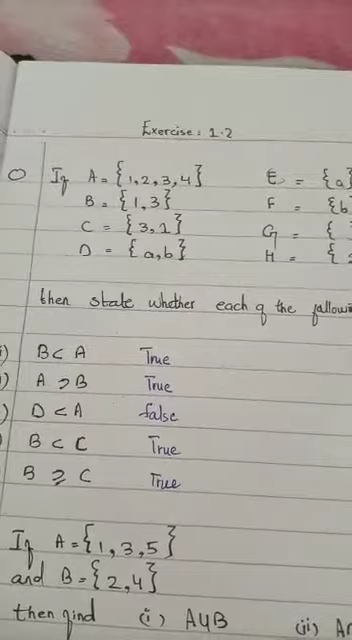 Exercise: 1.2
If A = {1,2,3,4} E = {a}
B = {1,3} F = {b
C = {3,1} G = {
D = {a,b} H = {
then state whether each of the followi
) B < A True
) A ⊇ B True
) D < A false
B < C True
B ⊇ C True
If A = {1,3,5}
and B = {2,4}
then find (i) A∪B (ii) A∩